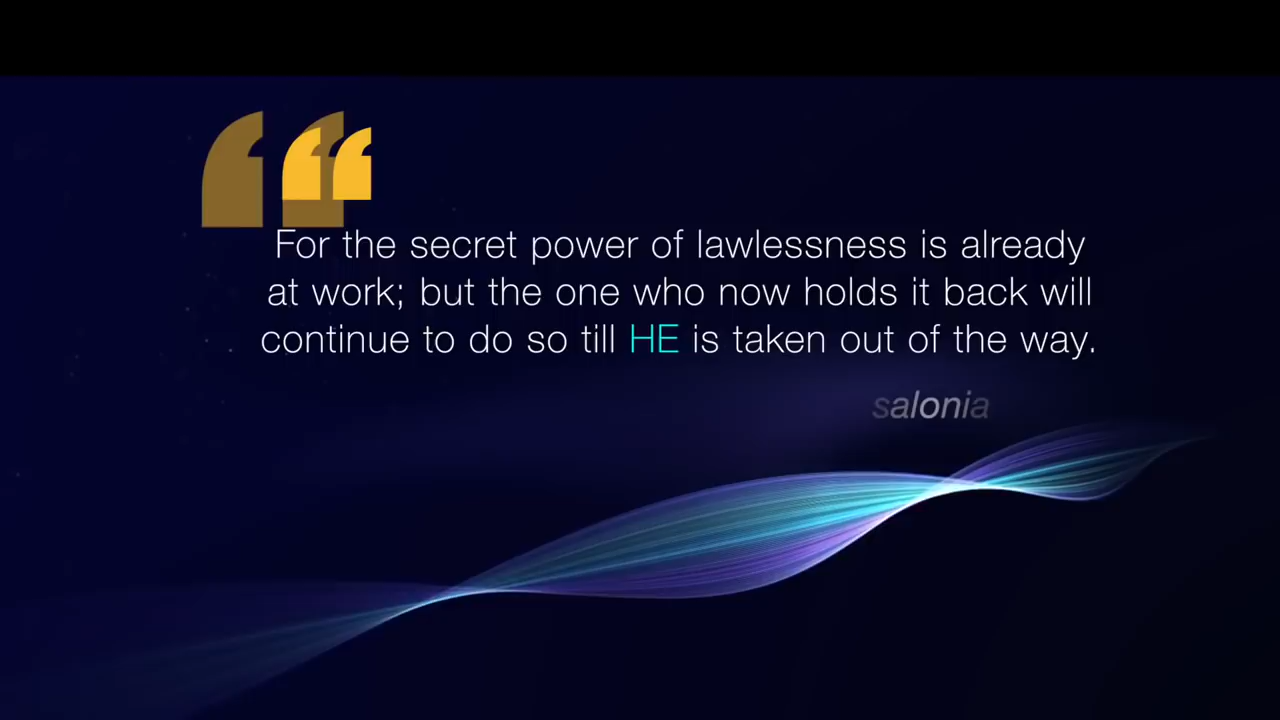 For the secret power of lawlessness is already
at work; but the one who now holds it back will
continue to do so till HE is taken out of the way.
salonia